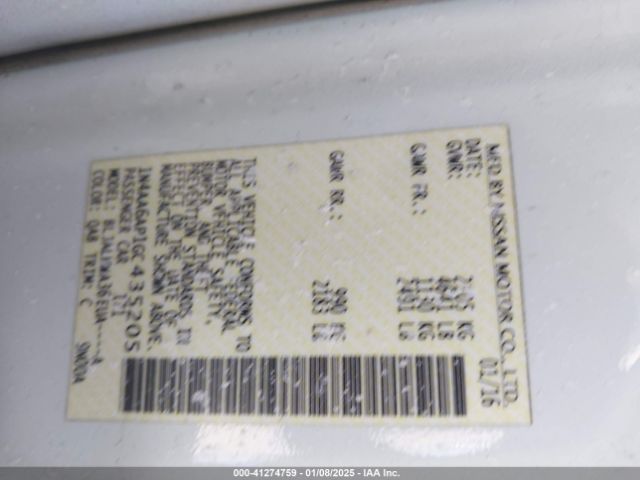 MFD BY NISSAN MOTOR CO., LTD.
DATE: 01/16
GVWR: KG
4641 LB
GAWR FR.: 1130 KG
2491 LB
GAWR RR.: 990 KG
2183 LB
THIS VEHICLE CONFORMS TO
ALL APPLICABLE FEDERAL
MOTOR VEHICLE SAFETY,
BUMPER, AND THEFT
PREVENTION STANDARDS IN
EFFECT ON THE DATE OF
MANUFACTURE SHOWN ABOVE.
1N4AA6AP1GC435205
PASSENGER CAR
MODEL:
COLOR: QAB TRIM: C
000-41274759 — 01/08/2025 — IAA Inc.